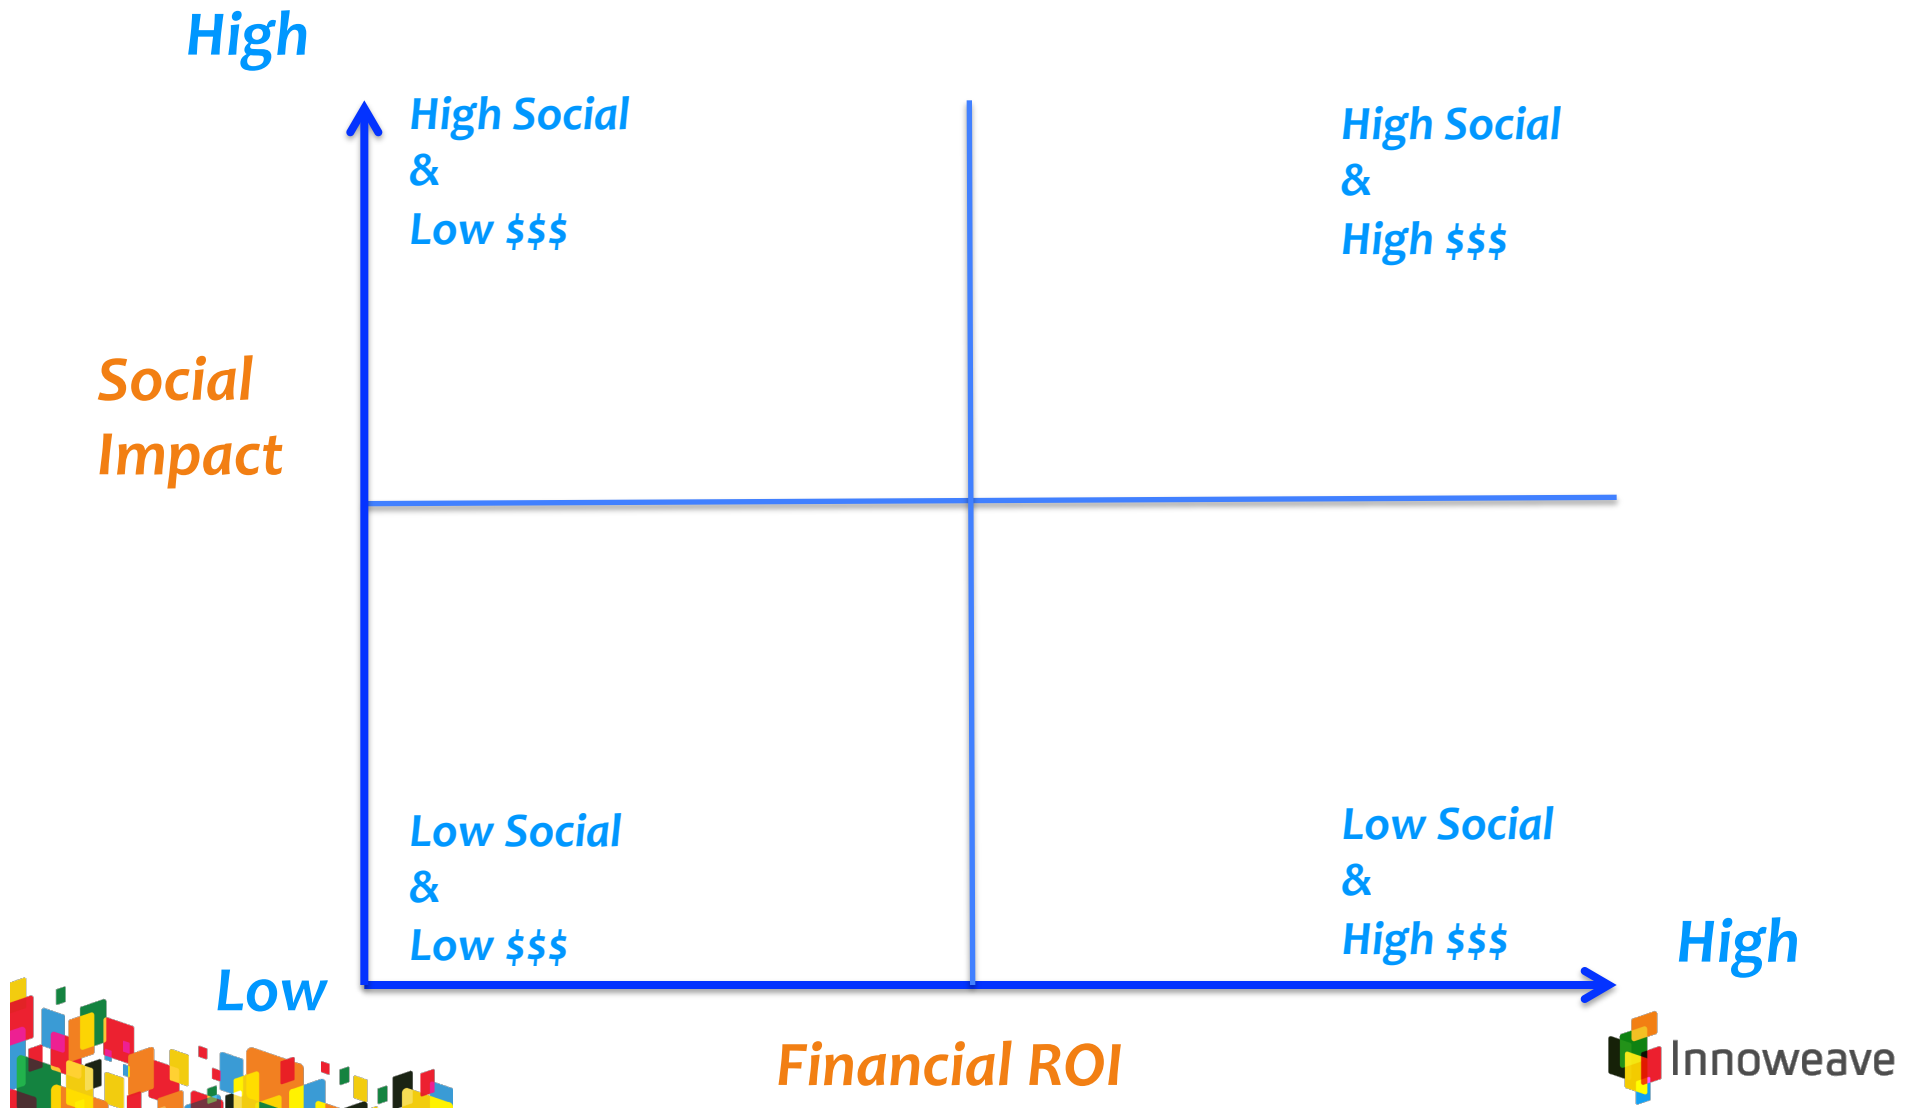 High
High Social
&
Low $$$
High Social
&
High $$$
Social
Impact
Low Social
&
Low $$$
Low Social
&
High $$$
High
Low
Financial ROI
Innoweave